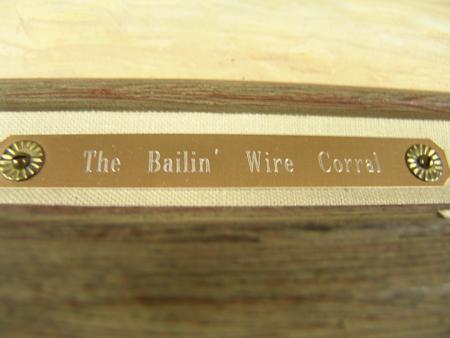 The Bailin' Wire Corral